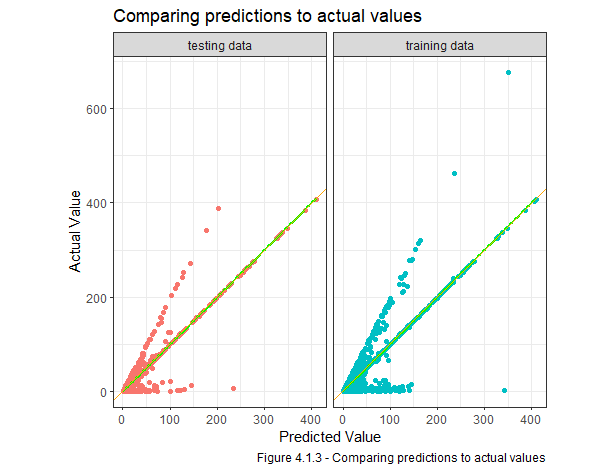 Comparing predictions to actual values
testing data
training data
600
400
200
0
Actual Value
0 100 200 300 400
0 100 200 300 400
Predicted Value
Figure 4.1.3 - Comparing predictions to actual values